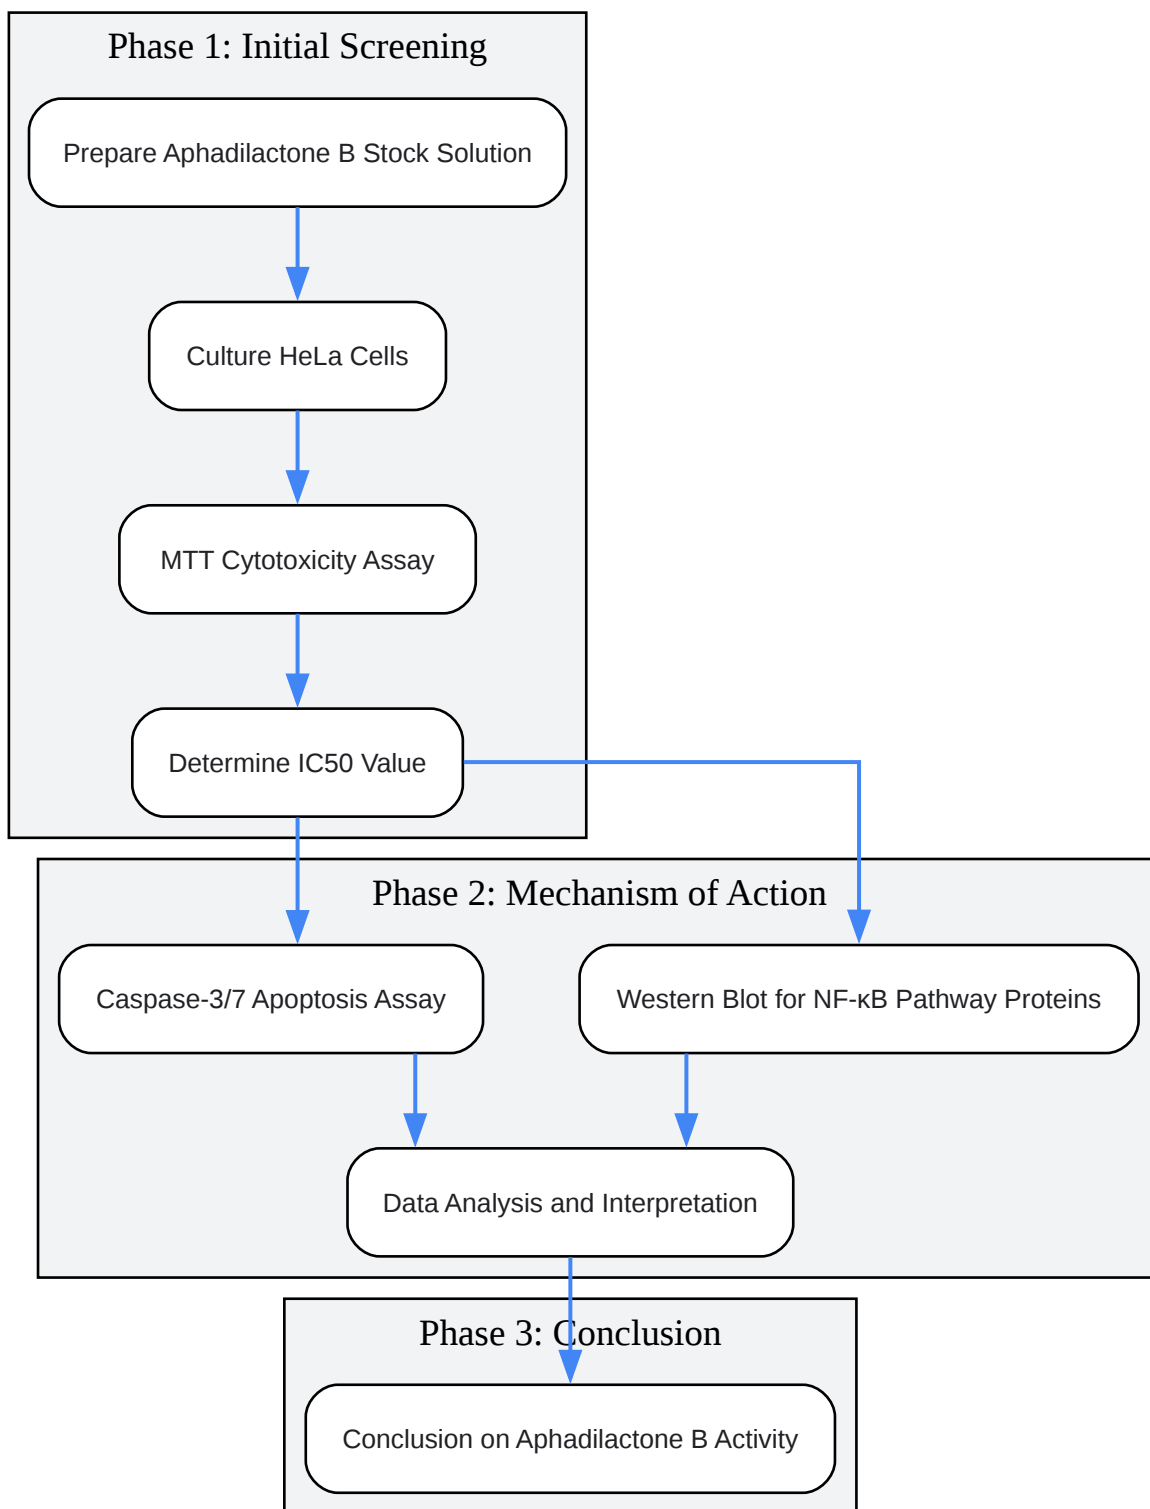 Phase 1: Initial Screening
Prepare Aphadilactone B Stock Solution
Culture HeLa Cells
MTT Cytotoxicity Assay
Determine IC50 Value
Phase 2: Mechanism of Action
Caspase-3/7 Apoptosis Assay
Western Blot for NF-κB Pathway Proteins
Data Analysis and Interpretation
Phase 3: Conclusion
Conclusion on Aphadilactone B Activity